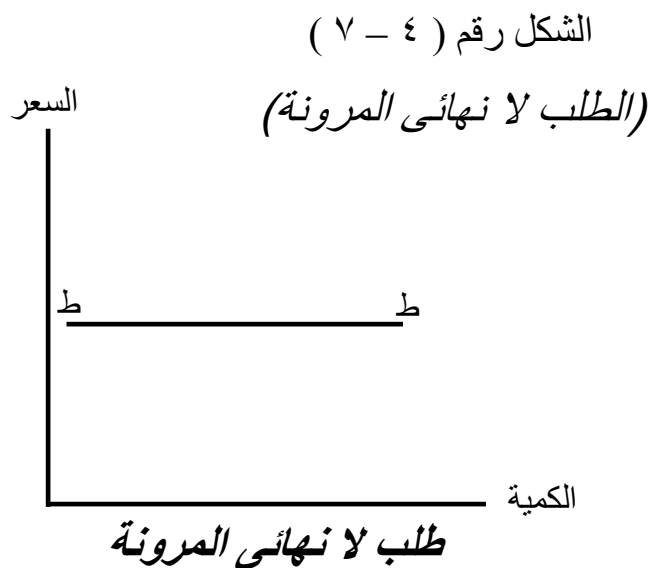 الشكل رقم ( ٤ – ٧ )
(الطلب لا نهائى المرونة)
السعر
ط
ط
الكمية
طلب لا نهائى المرونة